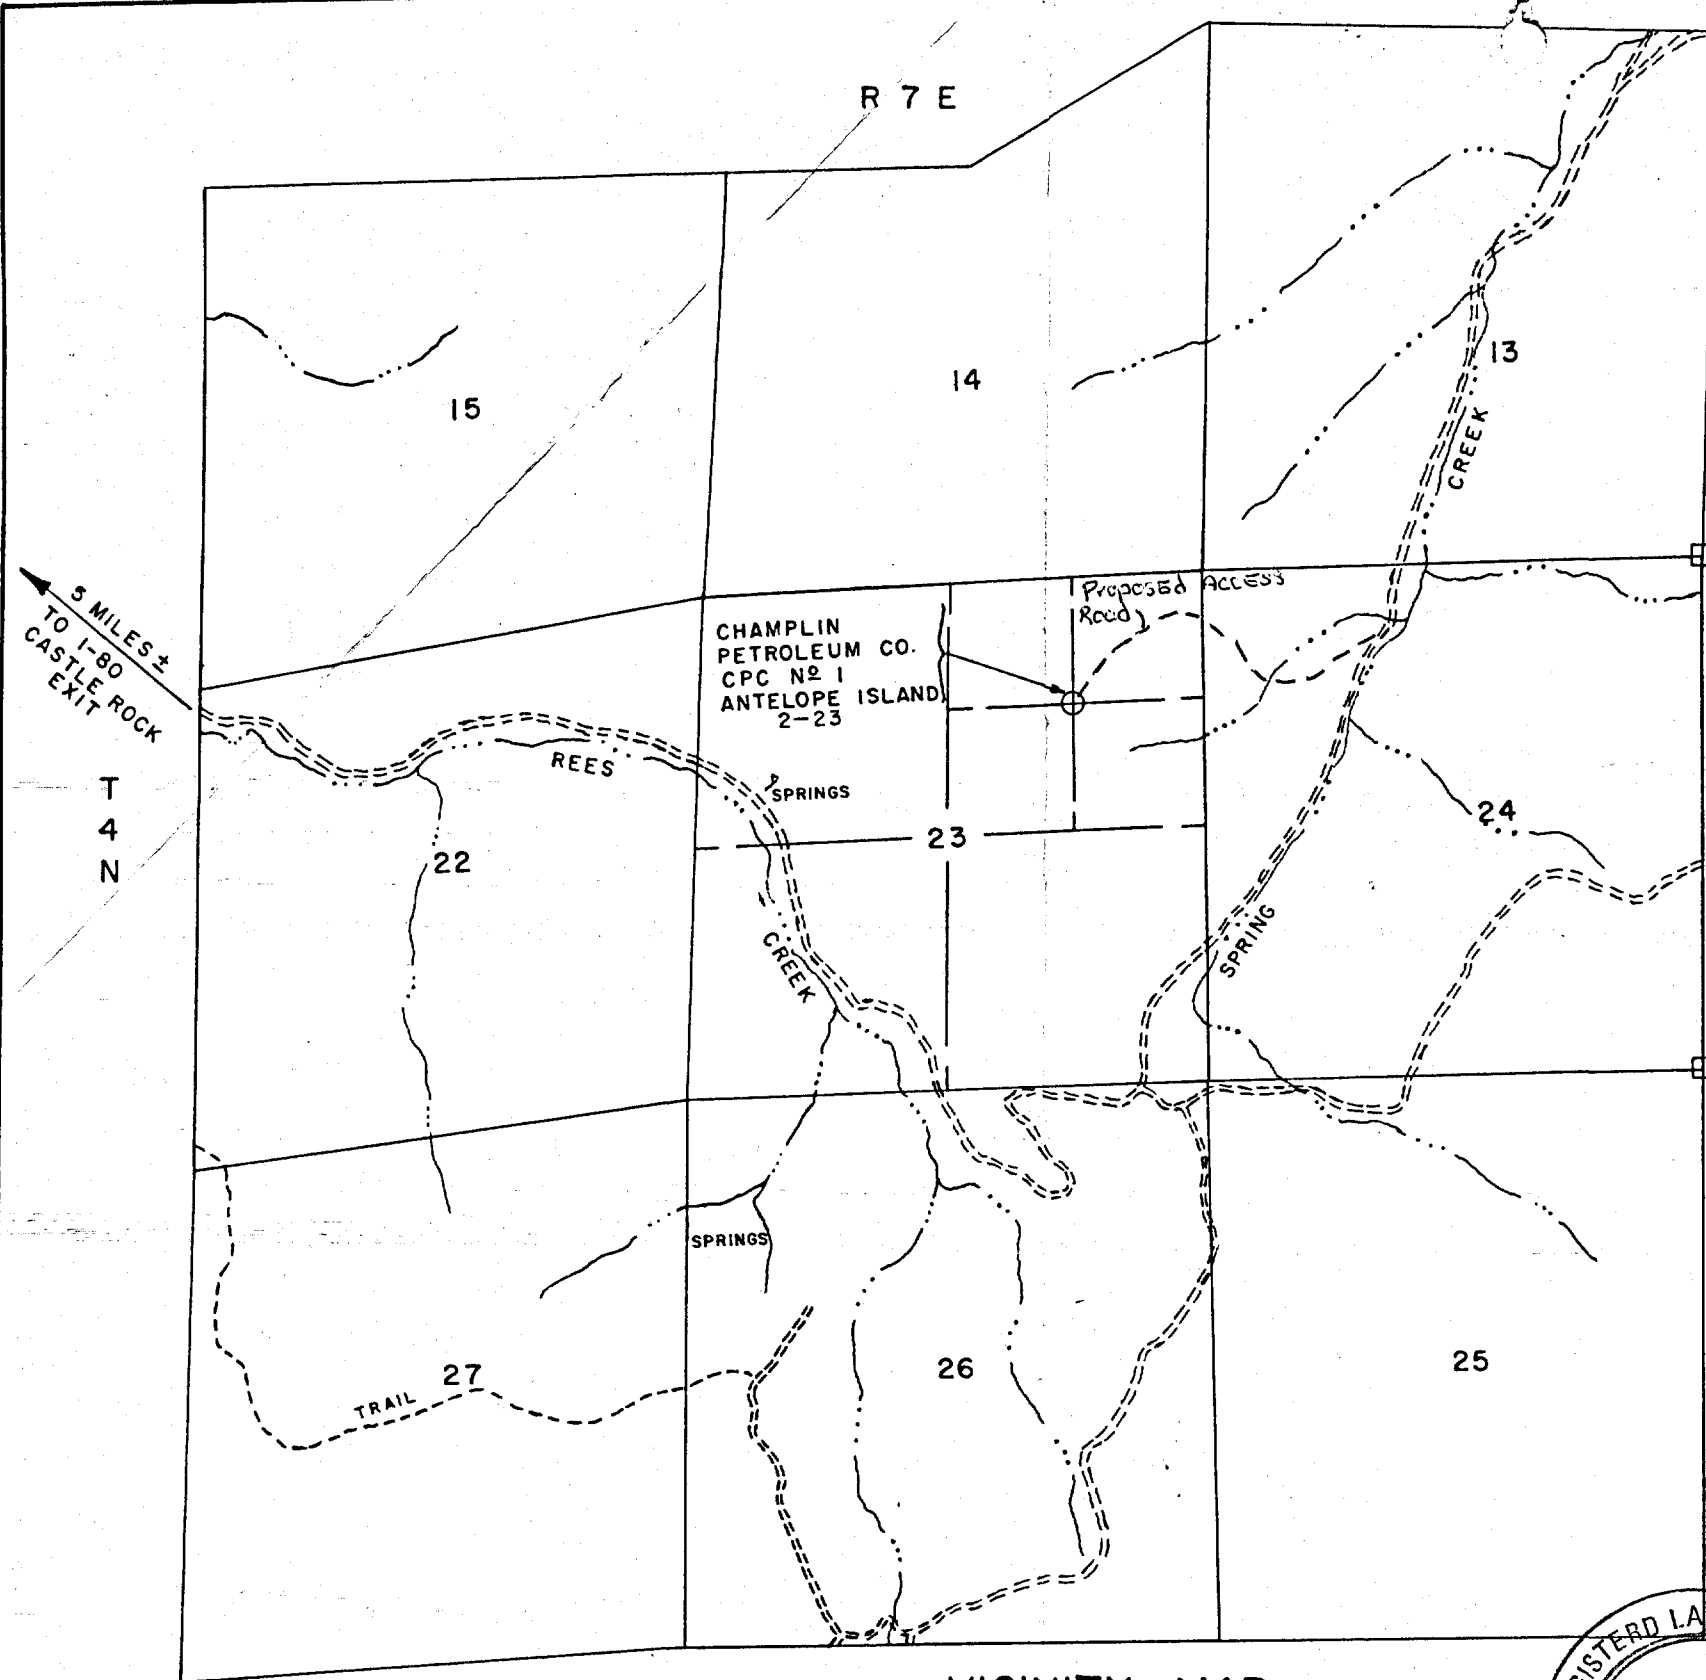 R 7 E
15
14
13
CREEK
5 MILES ±
TO I-80
CASTLE ROCK
EXIT
Proposed Access
Road
CHAMPLIN
PETROLEUM CO.
CPC Nº 1
ANTELOPE ISLAND
2-23
T
4
N
REES
SPRINGS
22
23
24
CREEK
SPRING
SPRINGS
27
TRAIL
26
25